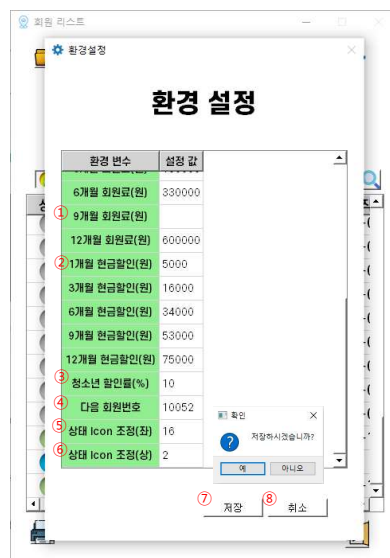 회원 리스트
환경설정
환경 설정
환경 변수 설정 값
6개월 회원료(원) 330000
① 9개월 회원료(원)
12개월 회원료(원) 600000
② 1개월 현금할인(원) 5000
3개월 현금할인(원) 16000
6개월 현금할인(원) 34000
9개월 현금할인(원) 53000
12개월 현금할인(원) 75000
③ 청소년 할인률(%) 10
④ 다음 회원번호 10052
⑤ 상태 Icon 조정(좌) 16
⑥ 상태 Icon 조정(상) 2
확인
저장하시겠습니까?
예 아니오
⑦ 저장 ⑧ 취소